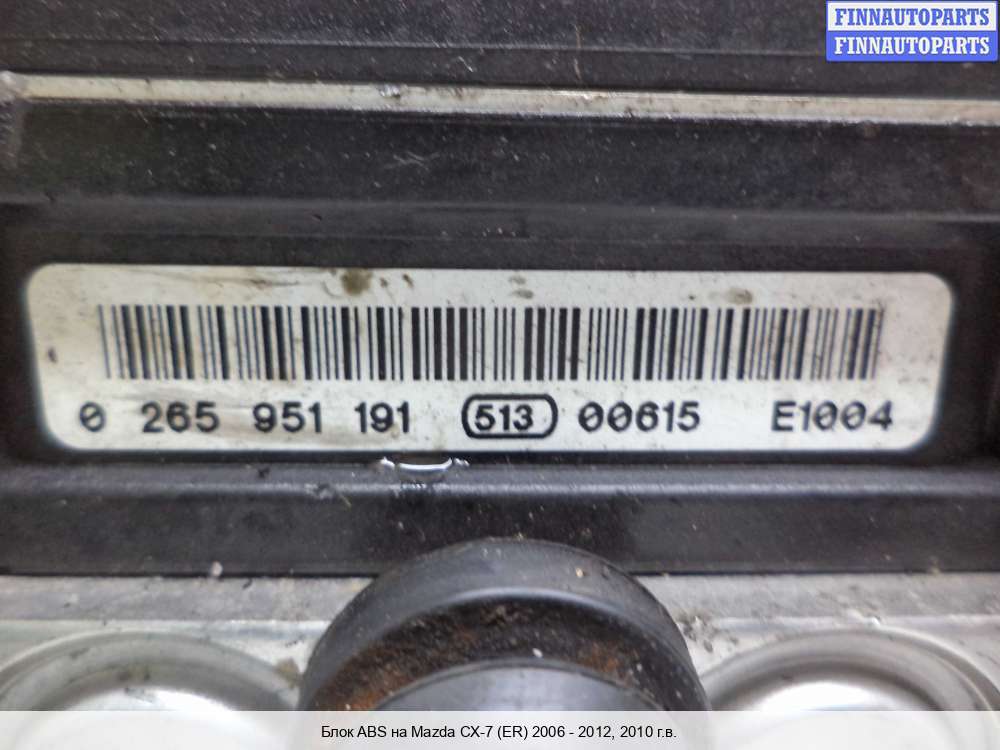 FINNAUTOPARTS
FINNAUTOPARTS
0 265 951 191 513 00615 E1004
Блок ABS на Mazda CX-7 (ER) 2006 - 2012, 2010 г.в.